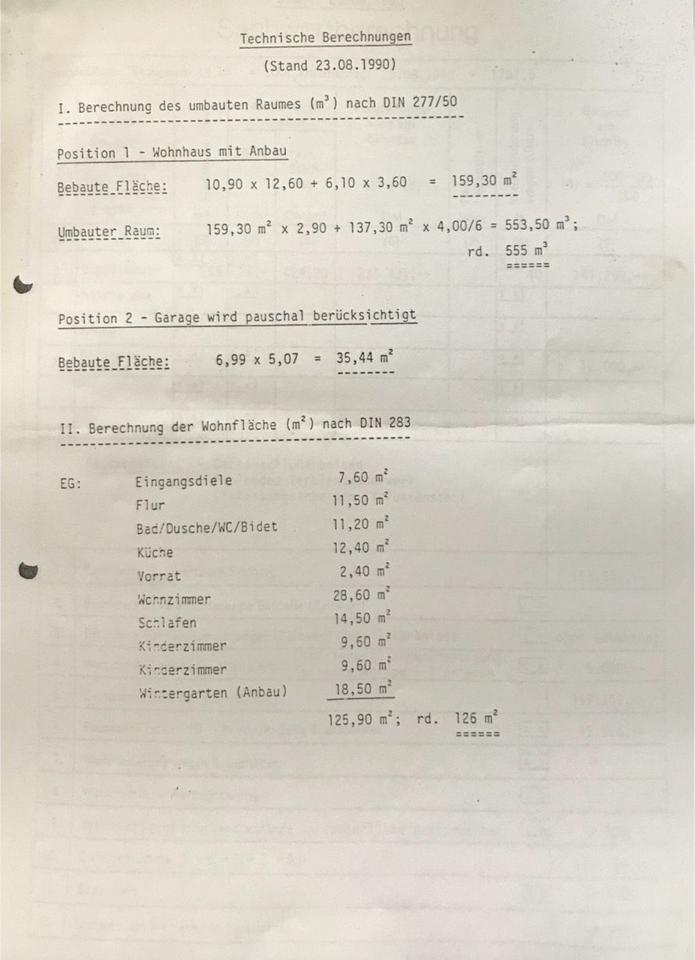 Technische Berechnungen
(Stand 23.08.1990)
I. Berechnung des umbauten Raumes (m³) nach DIN 277/50
Position 1 - Wohnhaus mit Anbau
Bebaute Fläche: 10,90 x 12,60 + 6,10 x 3,60 = 159,30 m²
Umbauter Raum: 159,30 m² x 2,90 + 137,30 m² x 4,00/6 = 553,50 m³;
rd. 555 m³
Position 2 - Garage wird pauschal berücksichtigt
Bebaute Fläche: 6,99 x 5,07 = 35,44 m²
II. Berechnung der Wohnfläche (m²) nach DIN 283
EG: Eingangsdiele 7,60 m²
Flur 11,50 m²
Bad/Dusche/WC/Bidet 11,20 m²
Küche 12,40 m²
Vorrat 2,40 m²
Wohnzimmer 28,60 m²
Schlafen 14,50 m²
Kinderzimmer 9,60 m²
Kinderzimmer 9,60 m²
Wintergarten (Anbau) 18,50 m²
125,90 m²; rd. 126 m²